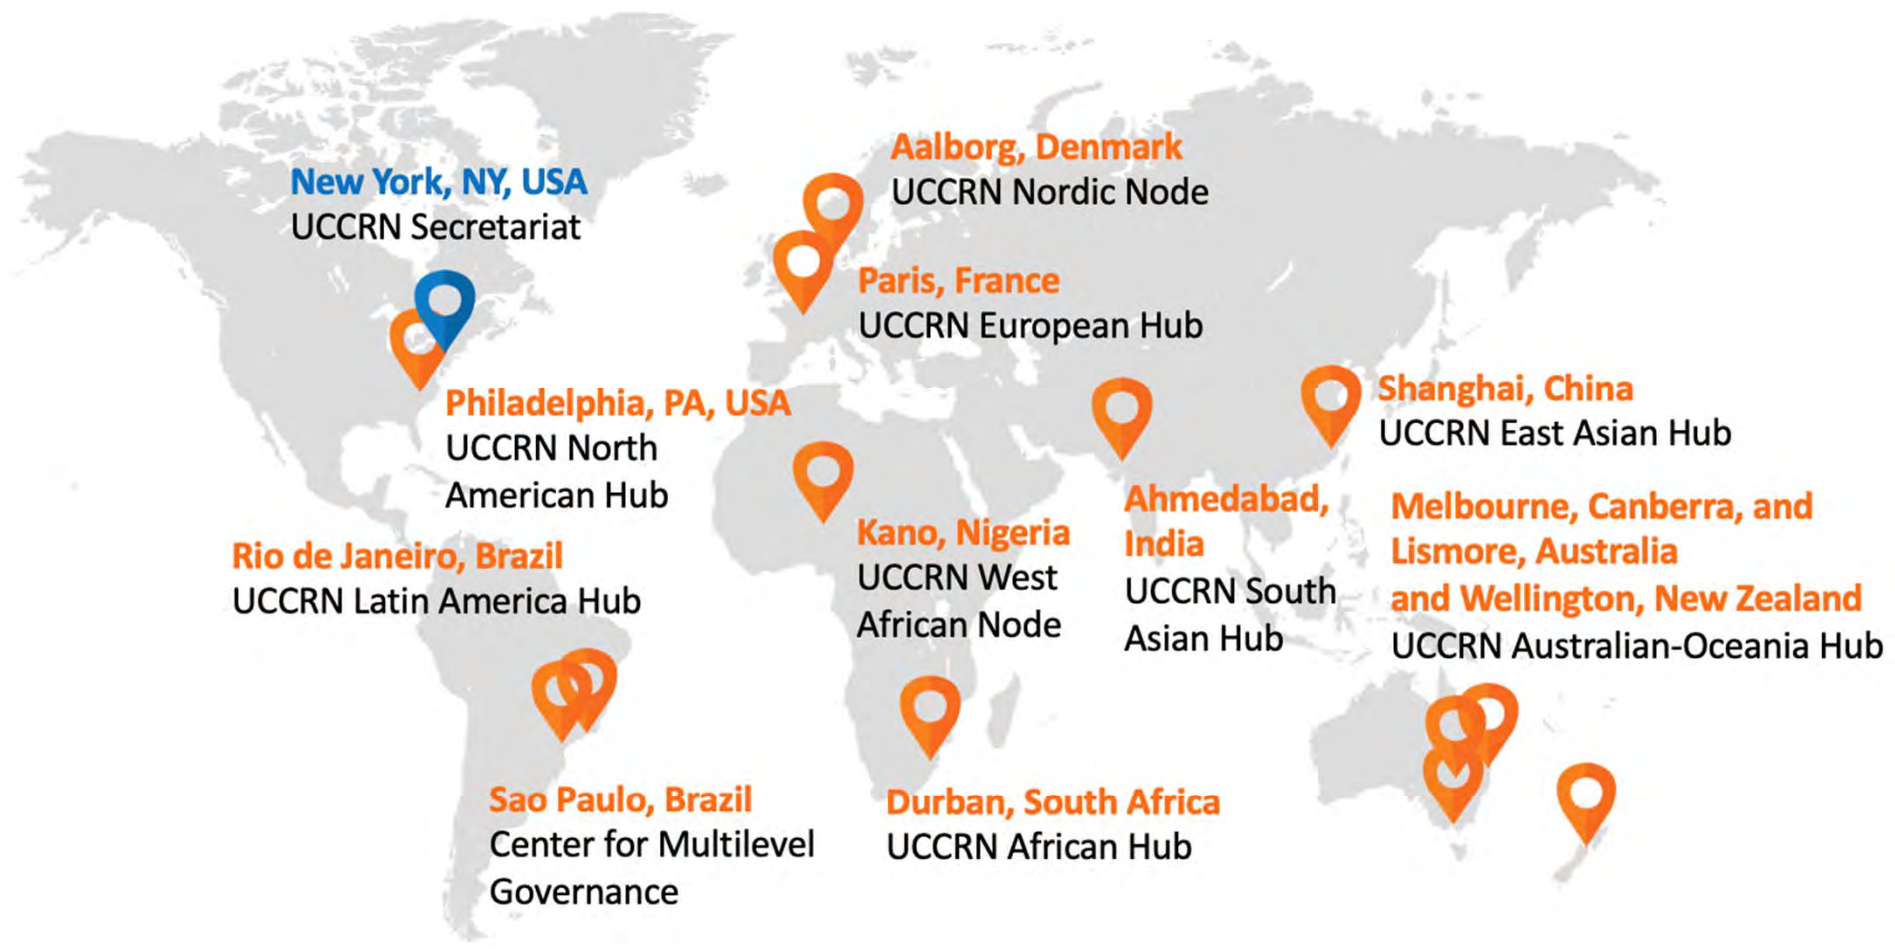 New York, NY, USA
UCCRN Secretariat
Aalborg, Denmark
UCCRN Nordic Node
Paris, France
UCCRN European Hub
Philadelphia, PA, USA
UCCRN North
American Hub
Shanghai, China
UCCRN East Asian Hub
Rio de Janeiro, Brazil
UCCRN Latin America Hub
Kano, Nigeria
UCCRN West
African Node
Ahmedabad,
India
UCCRN South
Asian Hub
Melbourne, Canberra, and
Lismore, Australia
and Wellington, New Zealand
UCCRN Australian-Oceania Hub
Sao Paulo, Brazil
Center for Multilevel
Governance
Durban, South Africa
UCCRN African Hub